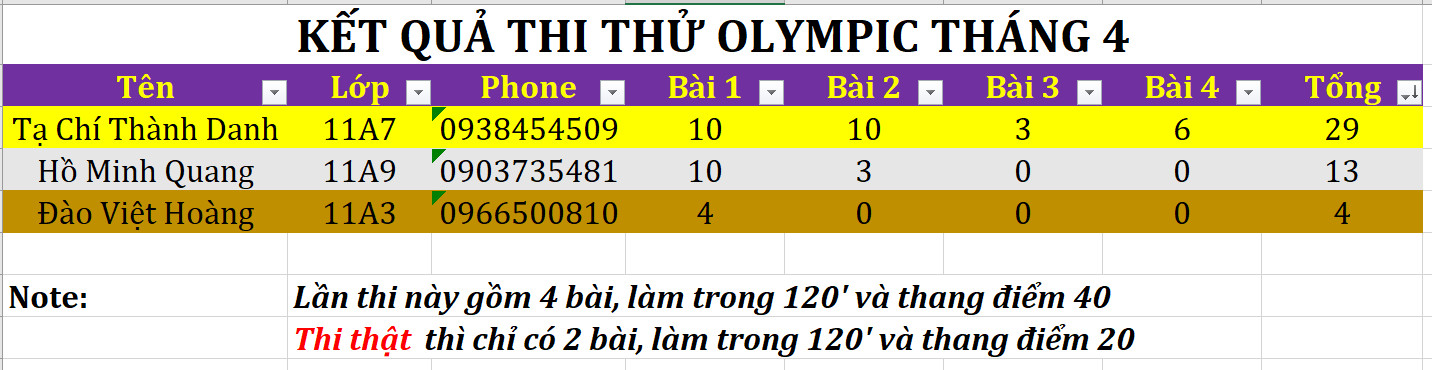 KẾT QUẢ THI THỬ OLYMPIC THÁNG 4
Tên Lớp Phone Bài 1 Bài 2 Bài 3 Bài 4 Tổng
Tạ Chí Thành Danh 11A7 0938454509 10 10 3 6 29
Hồ Minh Quang 11A9 0903735481 10 3 0 0 13
Đào Việt Hoàng 11A3 0966500810 4 0 0 0 4
Note: Lần thi này gồm 4 bài, làm trong 120' và thang điểm 40
Thi thật thì chỉ có 2 bài, làm trong 120' và thang điểm 20